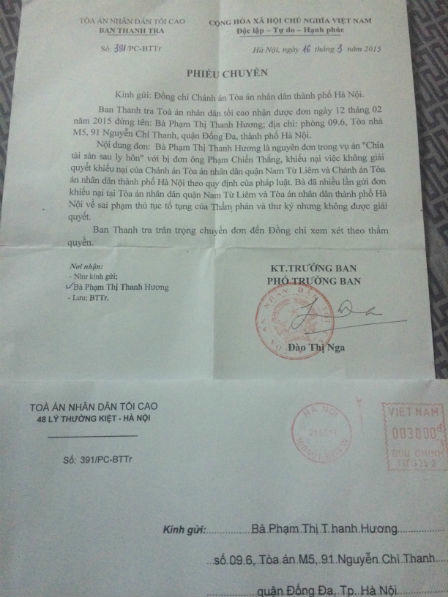 TÒA ÁN NHÂN DÂN TỐI CAO
BAN THANH TRA
Số: 391/PC-BTTr
CỘNG HÒA XÃ HỘI CHỦ NGHĨA VIỆT NAM
Độc lập – Tự do – Hạnh phúc
Hà Nội, ngày 16 tháng 3 năm 2015
PHIẾU CHUYỂN
Kính gửi: Đồng chí Chánh án Tòa án nhân dân thành phố Hà Nội.
Ban Thanh tra Tòa án nhân dân tối cao nhận được đơn ngày 12 tháng 02
năm 2015 đứng tên: Bà Phạm Thị Thanh Hương; địa chỉ: phòng 09.6, Tòa nhà
M5, 91 Nguyễn Chí Thanh, quận Đống Đa, thành phố Hà Nội.
Nội dung đơn: Bà Phạm Thị Thanh Hương là nguyên đơn trong vụ án "Chia
tài sản sau ly hôn" với bị đơn ông Phạm Chiến Thắng, khiếu nại việc không giải
quyết khiếu nại của Chánh án Tòa án nhân dân quận Nam Từ Liêm và Chánh án Tòa
án nhân dân thành phố Hà Nội theo quy định của pháp luật. Bà đã nhiều lần gửi đơn
khiếu nại tại Tòa án nhân dân quận Nam Từ Liêm và Tòa án nhân dân thành phố Hà
Nội về sai phạm thủ tục tố tụng của Thẩm phán và thư ký nhưng không được giải
quyết.
Ban Thanh tra trân trọng chuyển đơn đến Đồng chí xem xét theo thẩm
quyền.
Nơi nhận:
- Như kính gửi;
Bà Phạm Thị Thanh Hương
- Lưu: BTTr.
KT.TRƯỞNG BAN
PHÓ TRƯỞNG BAN
Đào Thị Nga
TOÀ ÁN NHÂN DÂN TỐI CAO
48 LÝ THƯỜNG KIỆT - HÀ NỘI
Số: 391/PC-BTTr
HA NOI
VIET NAM
003000đ
BUU CHINH
Kính gửi:.......Bà Phạm Thị Thanh Hương
số 09.6, Tòa án M5, 91 Nguyễn Chí Thanh
quận Đống Đa, Tp. Hà Nội